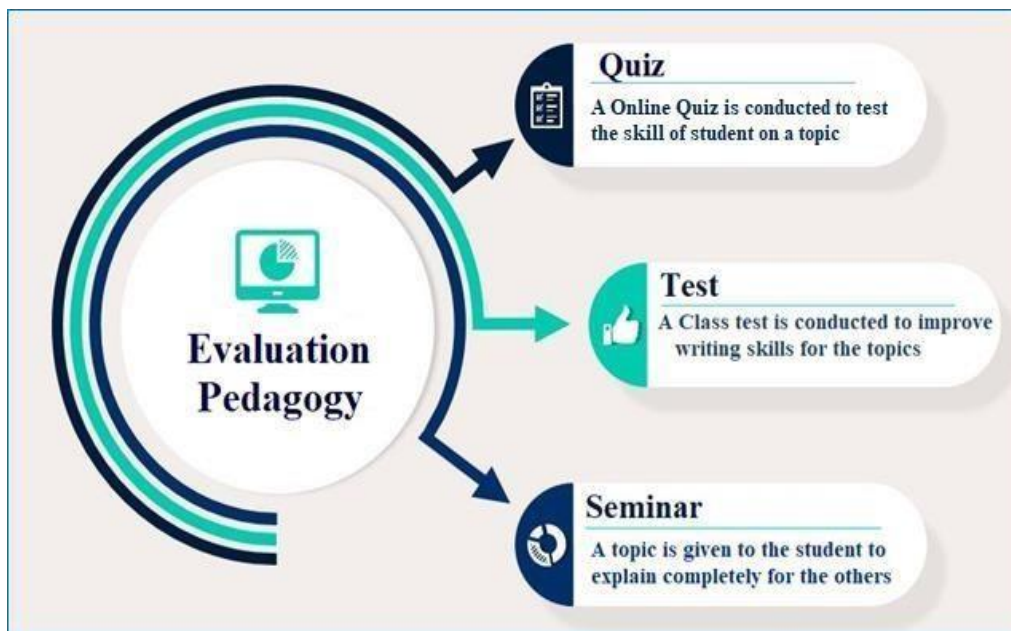 Evaluation
Pedagogy
Quiz
A Online Quiz is conducted to test
the skill of student on a topic
Test
A Class test is conducted to improve
writing skills for the topics
Seminar
A topic is given to the student to
explain completely for the others